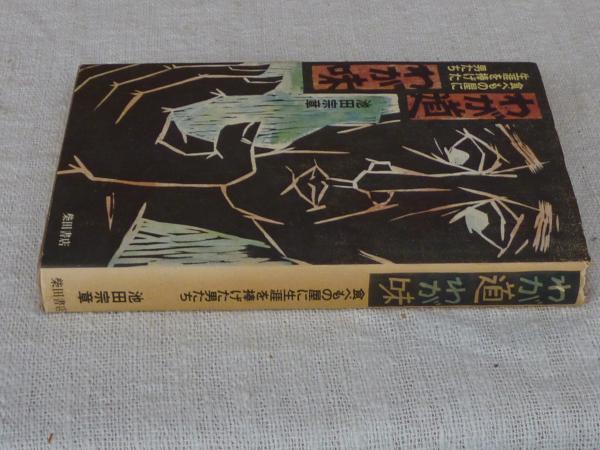 わが道
わが味
食べもの屋に
生涯を捧げた
男たち
池田宗章
柴田書店
わが道わが味
食べもの屋に生涯を捧げた男たち
池田宗章
柴田書店